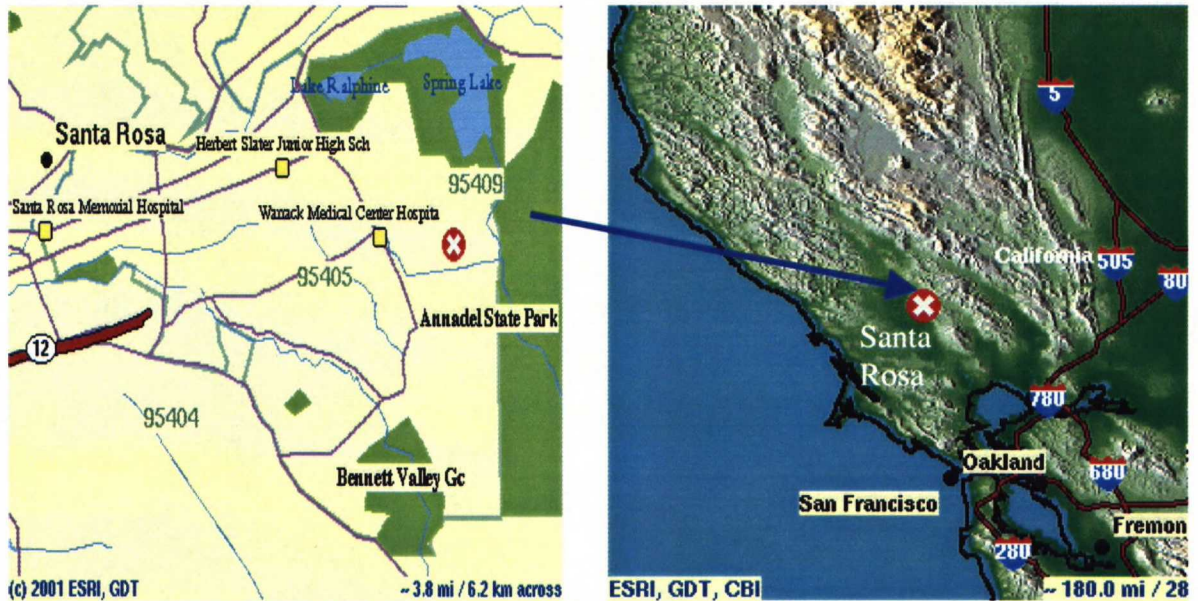 Lake Ralphine
Spring Lake
Santa Rosa
Herbert Slater Junior High Sch
95409
Santa Rosa Memorial Hospital
Warrack Medical Center Hospita
95405
Annadel State Park
12
95404
Bennett Valley Gc
(c) 2001 ESRI, GDT
~ 3.8 mi / 6.2 km across
5
California
505
80
Santa
Rosa
780
Oakland
680
San Francisco
Fremon
280
ESRI, GDT, CBI
~ 180.0 mi / 28